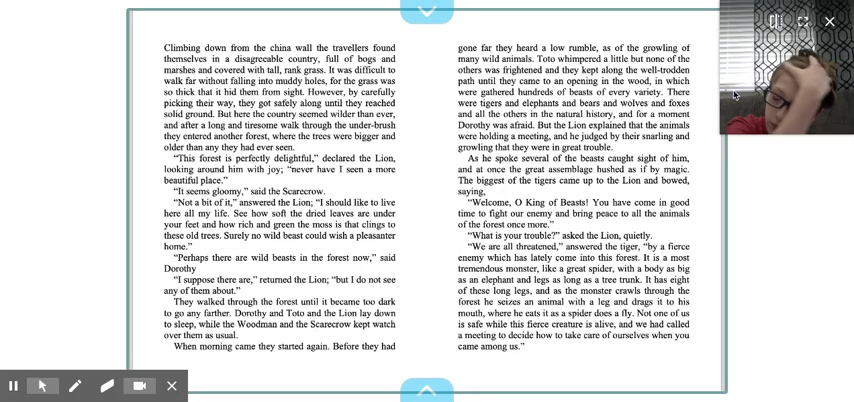 Climbing down from the china wall the travellers found
themselves in a disagreeable country, full of bogs and
marshes and covered with tall, rank grass. It was difficult to
walk far without falling into muddy holes, for the grass was
so thick that it hid them from sight. However, by carefully
picking their way, they got safely along until they reached
solid ground. But here the country seemed wilder than ever,
and after a long and tiresome walk through the under-brush
they entered another forest, where the trees were bigger and
older than any they had ever seen.
“This forest is perfectly delightful,” declared the Lion,
looking around him with joy; “never have I seen a more
beautiful place.”
“It seems gloomy,” said the Scarecrow.
“Not a bit of it,” answered the Lion; “I should like to live
here all my life. See how soft the dried leaves are under
your feet and how rich and green the moss is that clings to
these old trees. Surely no wild beast could wish a pleasanter
home.”
“Perhaps there are wild beasts in the forest now,” said
Dorothy
“I suppose there are,” returned the Lion; “but I do not see
any of them about.”
They walked through the forest until it became too dark
to go any farther. Dorothy and Toto and the Lion lay down
to sleep, while the Woodman and the Scarecrow kept watch
over them as usual.
When morning came they started again. Before they had
gone far they heard a low rumble, as of the growling of
many wild animals. Toto whimpered a little but none of the
others was frightened and they kept along the well-trodden
path until they came to an opening in the wood, in which
were gathered hundreds of beasts of every variety. There
were tigers and elephants and bears and wolves and foxes
and all the others in the natural history, and for a moment
Dorothy was afraid. But the Lion explained that the animals
were holding a meeting, and he judged by their snarling and
growling that they were in great trouble.
As he spoke several of the beasts caught sight of him,
and at once the great assemblage hushed as if by magic.
The biggest of the tigers came up to the Lion and bowed,
saying,
“Welcome, O King of Beasts! You have come in good
time to fight our enemy and bring peace to all the animals
of the forest once more.”
“What is your trouble?” asked the Lion, quietly.
“We are all threatened,” answered the tiger, “by a fierce
enemy which has lately come into this forest. It is a most
tremendous monster, like a great spider, with a body as big
as an elephant and legs as long as a tree trunk. It has eight
of these long legs, and as the monster crawls through the
forest he seizes an animal with a leg and drags it to his
mouth, where he eats it as a spider does a fly. Not one of us
is safe while this fierce creature is alive, and we had called
a meeting to decide how to take care of ourselves when you
came among us.”